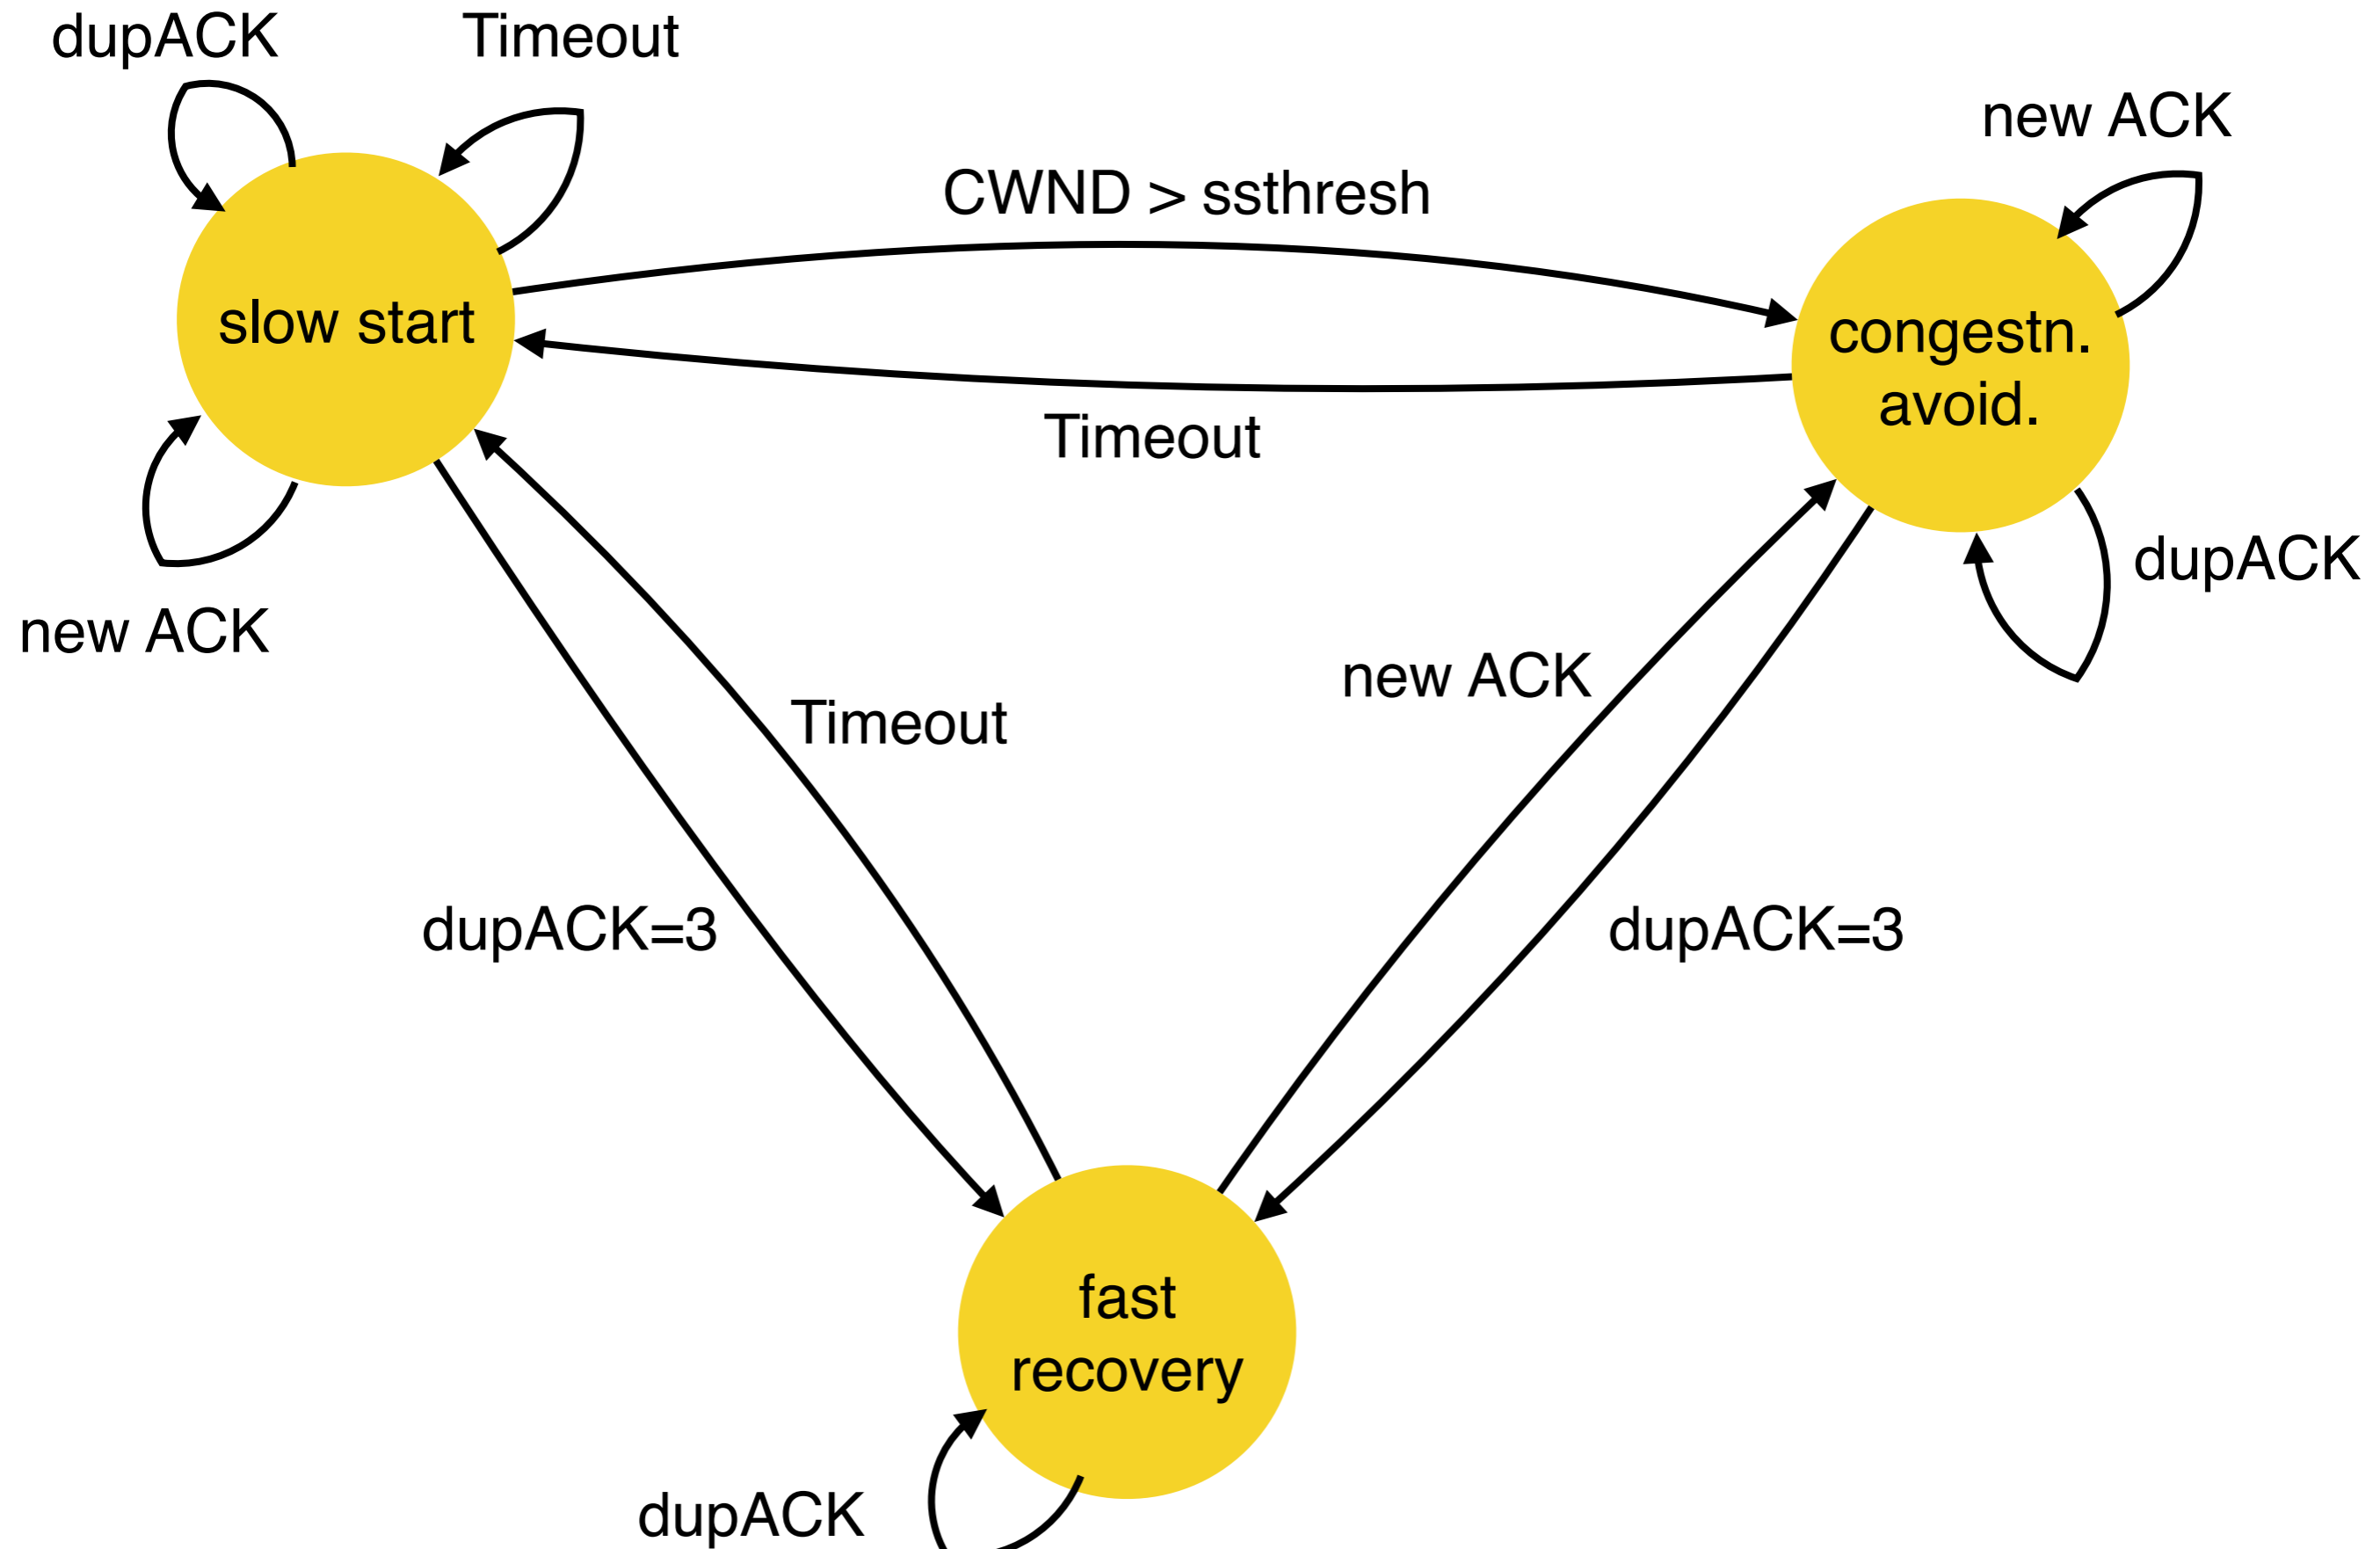 dupACK
Timeout
new ACK
CWND > ssthresh
slow start
congestn.
avoid.
Timeout
dupACK
new ACK
new ACK
Timeout
dupACK=3
dupACK=3
fast
recovery
dupACK